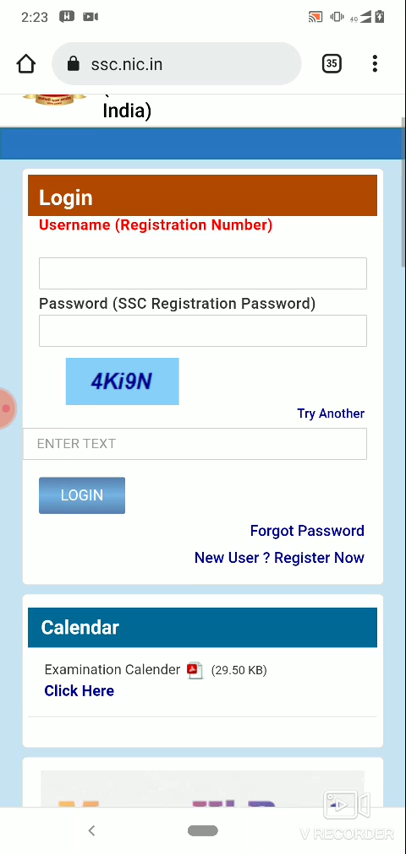 2:23
ssc.nic.in
35
India)
Login
Username (Registration Number)
Password (SSC Registration Password)
4Ki9N
Try Another
ENTER TEXT
LOGIN
Forgot Password
New User ? Register Now
Calendar
Examination Calender (29.50 KB)
Click Here
V RECORDER